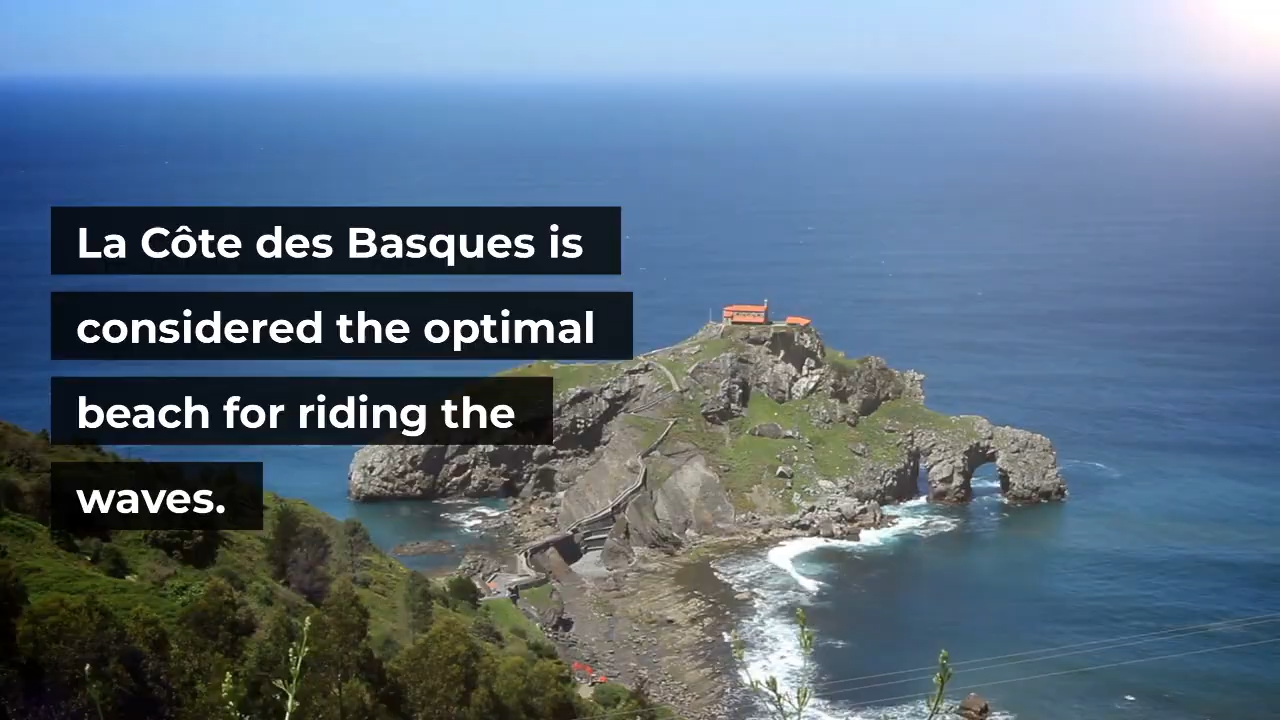 La Côte des Basques is
considered the optimal
beach for riding the
waves.